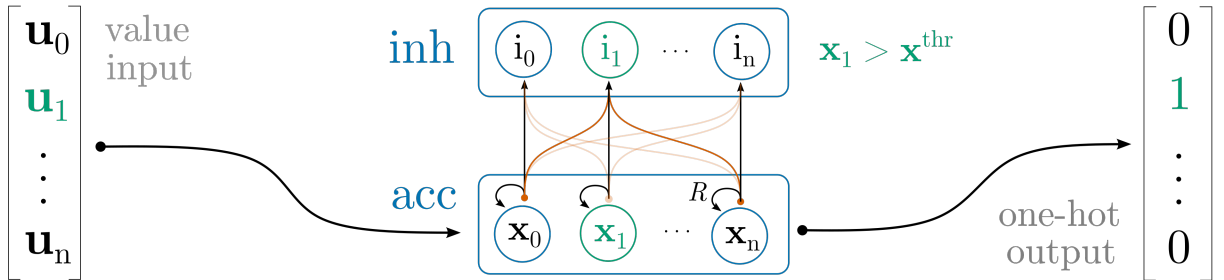 u₀
u₁
⋮
uₙ
value
input
inh
i₀ i₁ ⋯ iₙ
x₁ > xᵗʰʳ
acc
R
x₀ x₁ ⋯ xₙ
one-hot
output
0
1
⋮
0